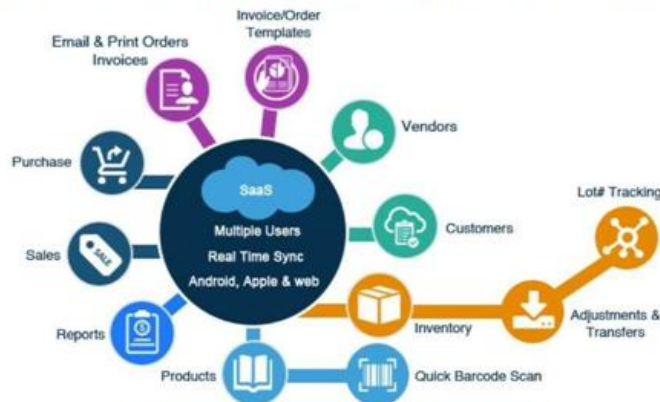 Invoice/Order
Templates
Email & Print Orders
Invoices
Vendors
Purchase
SaaS
Lot# Tracking
Multiple Users
Customers
Sales
SALE
Real Time Sync
Android, Apple & web
Reports
Inventory
Adjustments &
Transfers
Products
Quick Barcode Scan